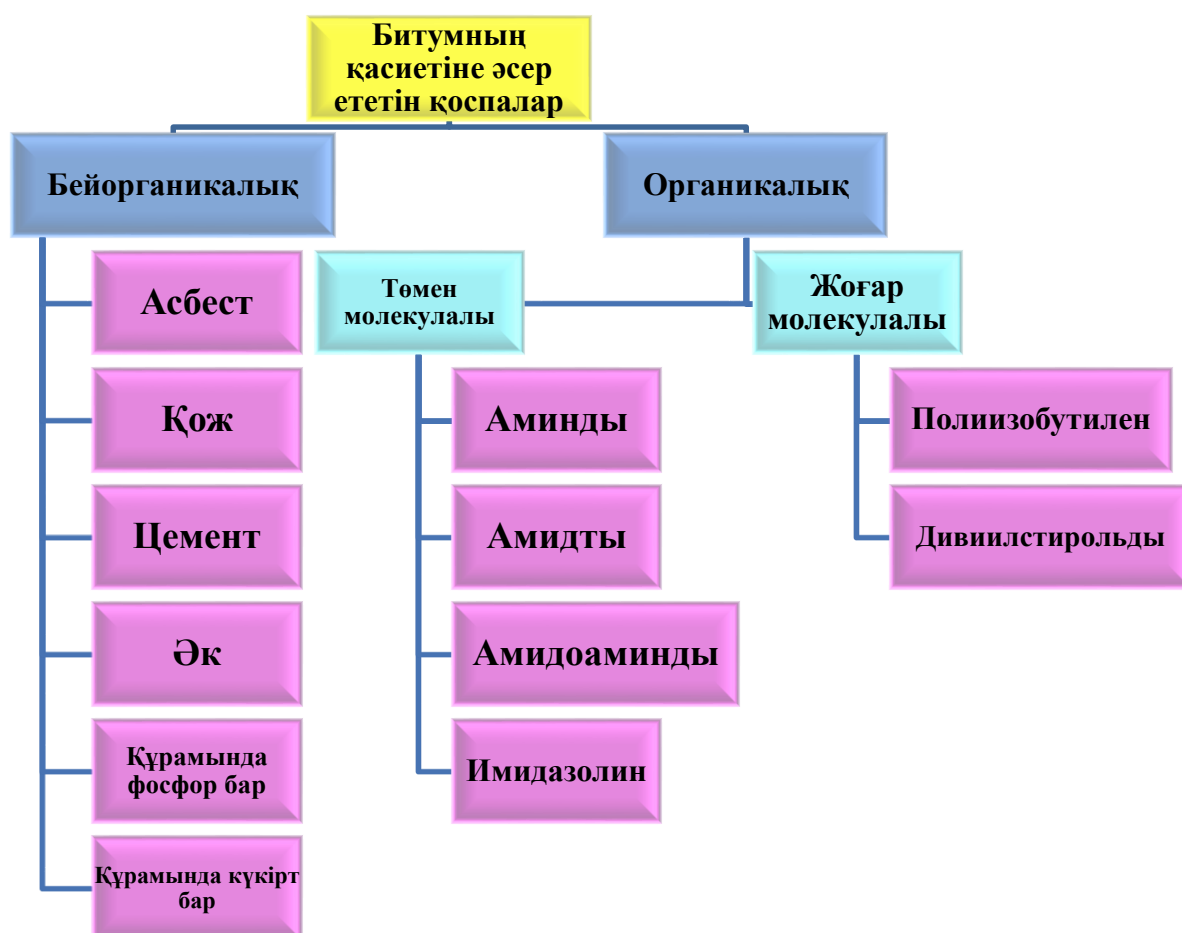 Битумның
қасиетіне әсер
ететін қоспалар
Бейорганикалық
Органикалық
Асбест
Қож
Цемент
Әк
Құрамында
фосфор бар
Құрамында күкірт
бар
Төмен
молекулалы
Аминды
Амидты
Амидоаминды
Имидазолин
Жоғар
молекулалы
Полиизобутилен
Дивиилстирольды